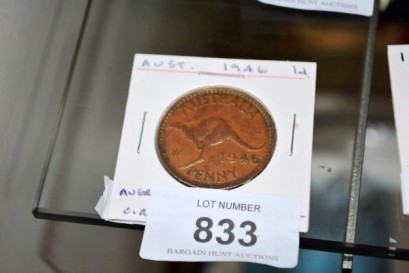 AUST. 1946 1d
AUSTRALIA
1946
PENNY
LOT NUMBER
833
BARGAIN HUNT AUCTIONS